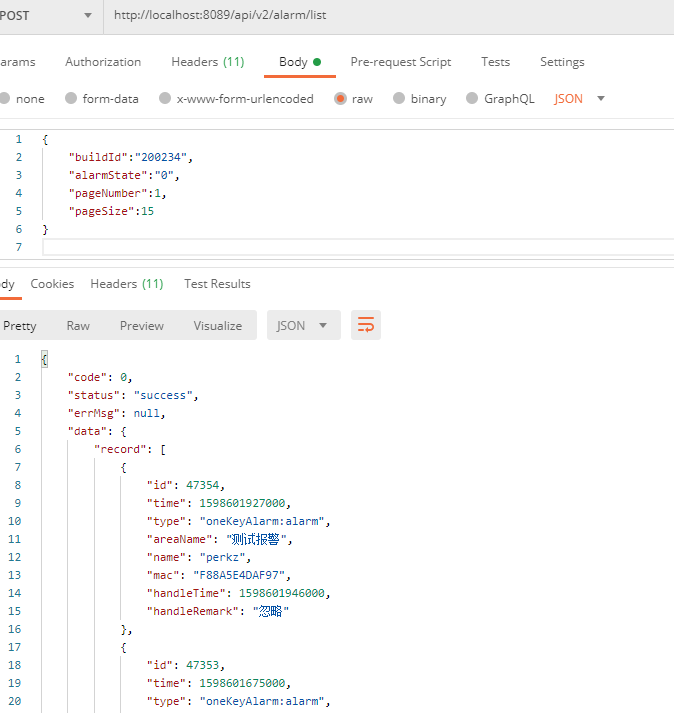 POST http://localhost:8089/api/v2/alarm/list
arams Authorization Headers (11) Body Pre-request Script Tests Settings
none form-data x-www-form-urlencoded raw binary GraphQL JSON
1 {
2 "buildId":"200234",
3 "alarmState":"0",
4 "pageNumber":1,
5 "pageSize":15
6 }
7
dy Cookies Headers (11) Test Results
Pretty Raw Preview Visualize JSON
1 {
2 "code": 0,
3 "status": "success",
4 "errMsg": null,
5 "data": {
6 "record": [
7 {
8 "id": 47354,
9 "time": 1598601927000,
10 "type": "oneKeyAlarm:alarm",
11 "areaName": "测试报警",
12 "name": "perkz",
13 "mac": "F88A5E4DAF97",
14 "handleTime": 1598601946000,
15 "handleRemark": "忽略"
16 },
17 {
18 "id": 47353,
19 "time": 1598601675000,
20 "type": "oneKeyAlarm:alarm",